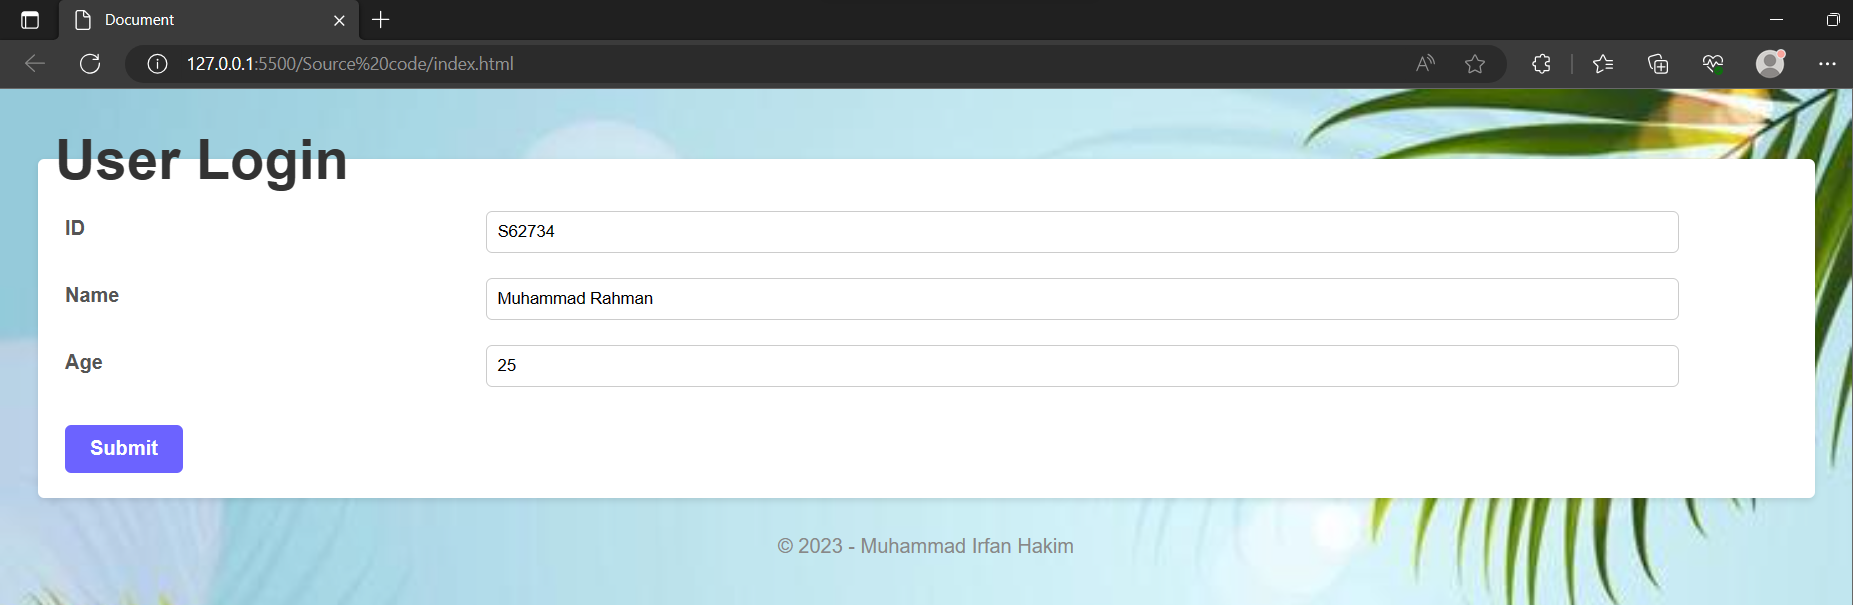 Document
127.0.0.1:5500/Source%20code/index.html
User Login
ID
S62734
Name
Muhammad Rahman
Age
25
Submit
© 2023 - Muhammad Irfan Hakim